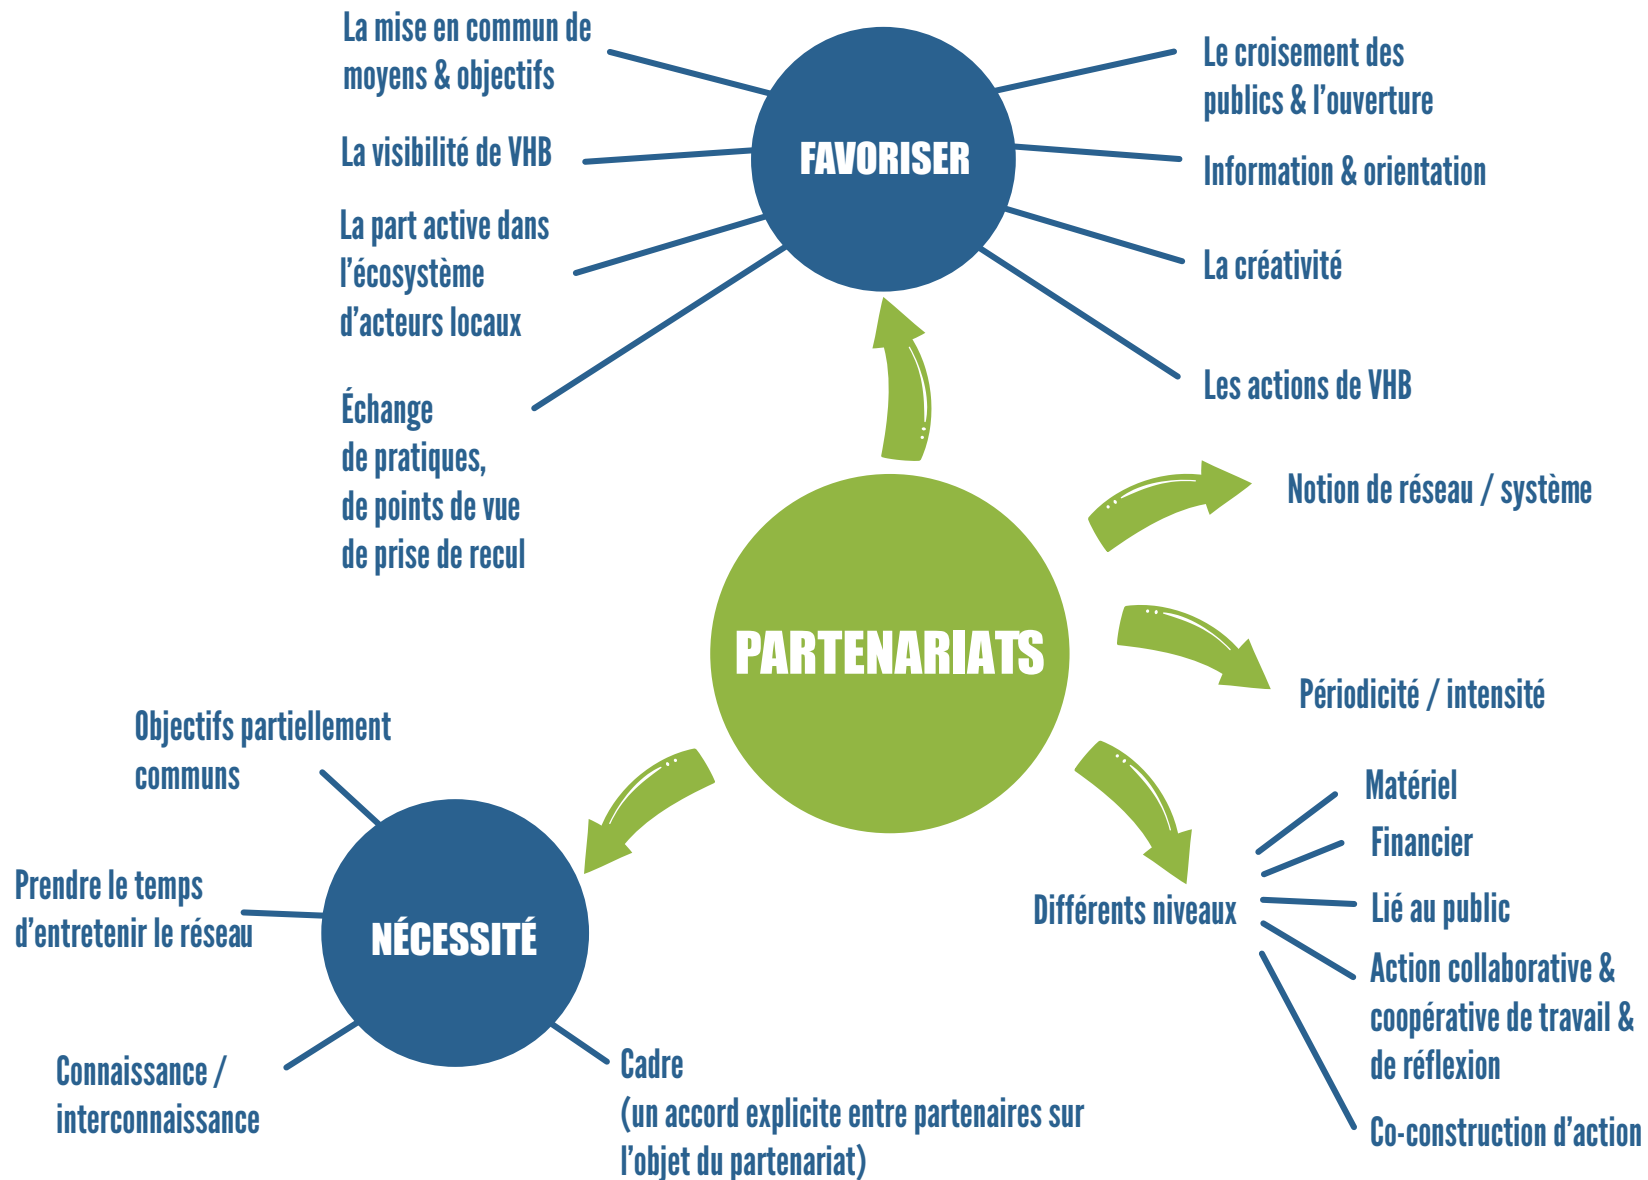 La mise en commun de
moyens & objectifs
La visibilité de VHB
La part active dans
l'écosystème
d'acteurs locaux
Échange
de pratiques,
de points de vue
de prise de recul
FAVORISER
Le croisement des
publics & l'ouverture
Information & orientation
La créativité
Les actions de VHB
PARTENARIATS
Notion de réseau / système
Périodicité / intensité
Différents niveaux
Matériel
Financier
Lié au public
Action collaborative &
coopérative de travail &
de réflexion
Co-construction d'action
NÉCESSITÉ
Objectifs partiellement
communs
Prendre le temps
d'entretenir le réseau
Connaissance /
interconnaissance
Cadre
(un accord explicite entre partenaires sur
l'objet du partenariat)